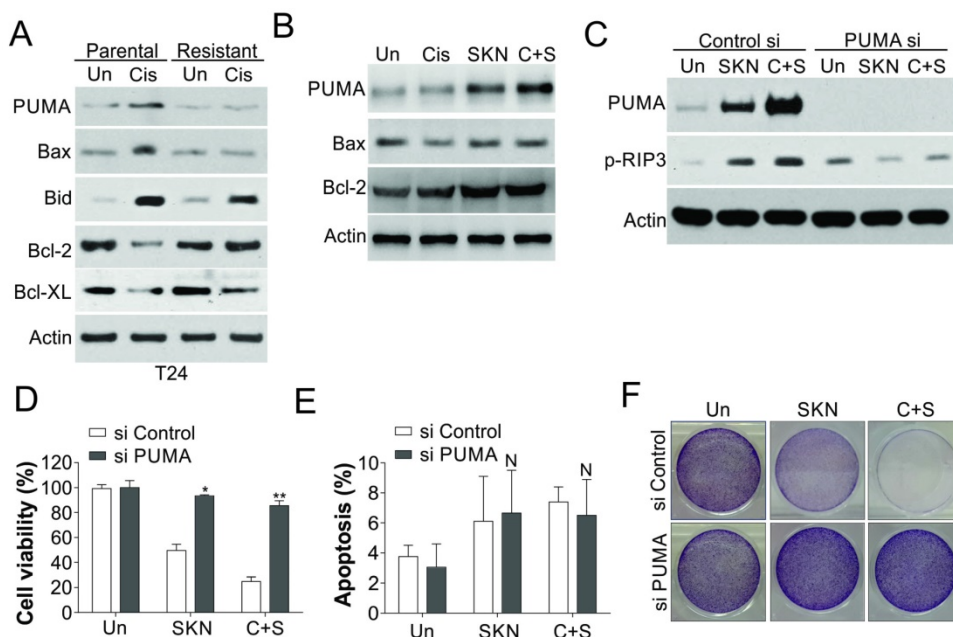 A
Parental Resistant
Un Cis Un Cis
PUMA
Bax
Bid
Bcl-2
Bcl-XL
Actin
T24
B
Un Cis SKN C+S
PUMA
Bax
Bcl-2
Actin
C
Control si PUMA si
Un SKN C+S Un SKN C+S
PUMA
p-RIP3
Actin
D
si Control
si PUMA
Cell viability (%)
120
100
80
60
40
20
0
* **
Un SKN C+S
E
si Control
si PUMA
Apoptosis (%)
10
8
6
4
2
0
N N
Un SKN C+S
F
Un SKN C+S
si Control
si PUMA